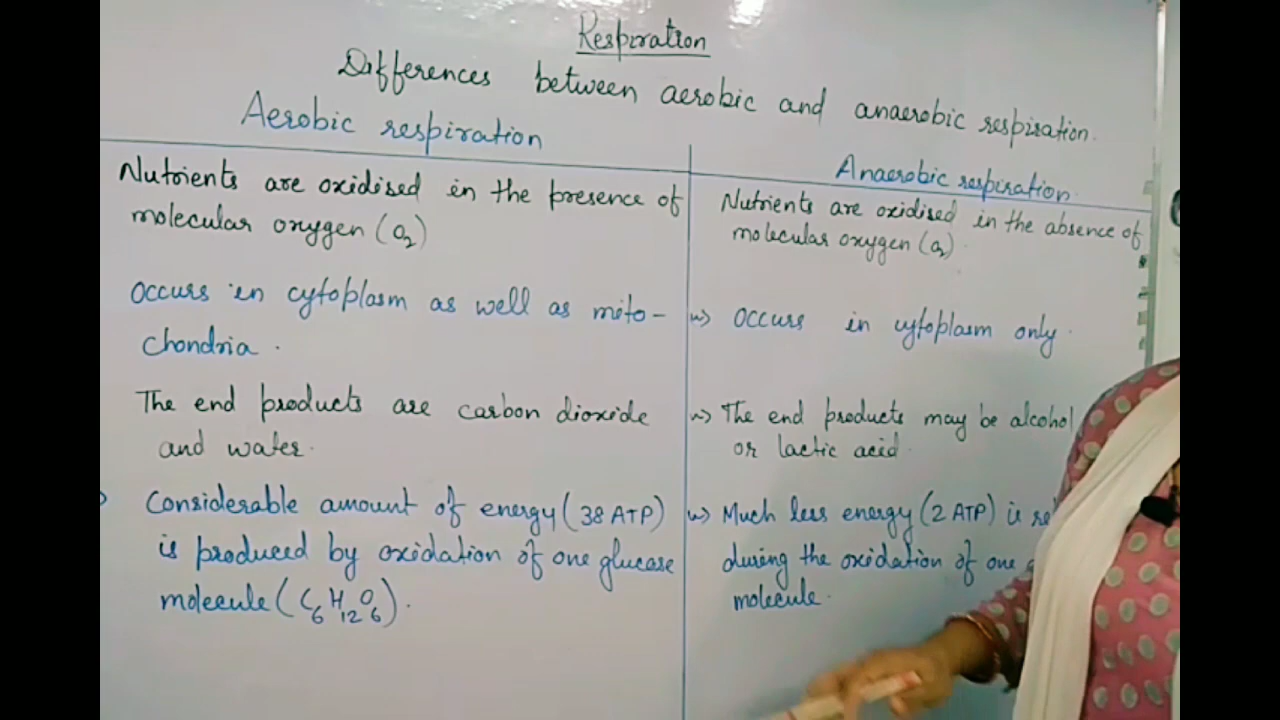 Respiration
Differences between aerobic and anaerobic respiration.
Aerobic respiration
Nutrients are oxidised in the presence of
molecular oxygen (O2)
Occurs in cytoplasm as well as mito-
chondria.
The end products are carbon dioxide
and water.
Considerable amount of energy (38 ATP)
is produced by oxidation of one glucase
molecule (C6H12O6).
Anaerobic respiration.
Nutrients are oxidised in the absence of
molecular oxygen (O2).
Occurs in cytoplasm only.
The end products may be alcohol
or lactic acid.
Much less energy (2 ATP) is
during the oxidation of one
molecule.